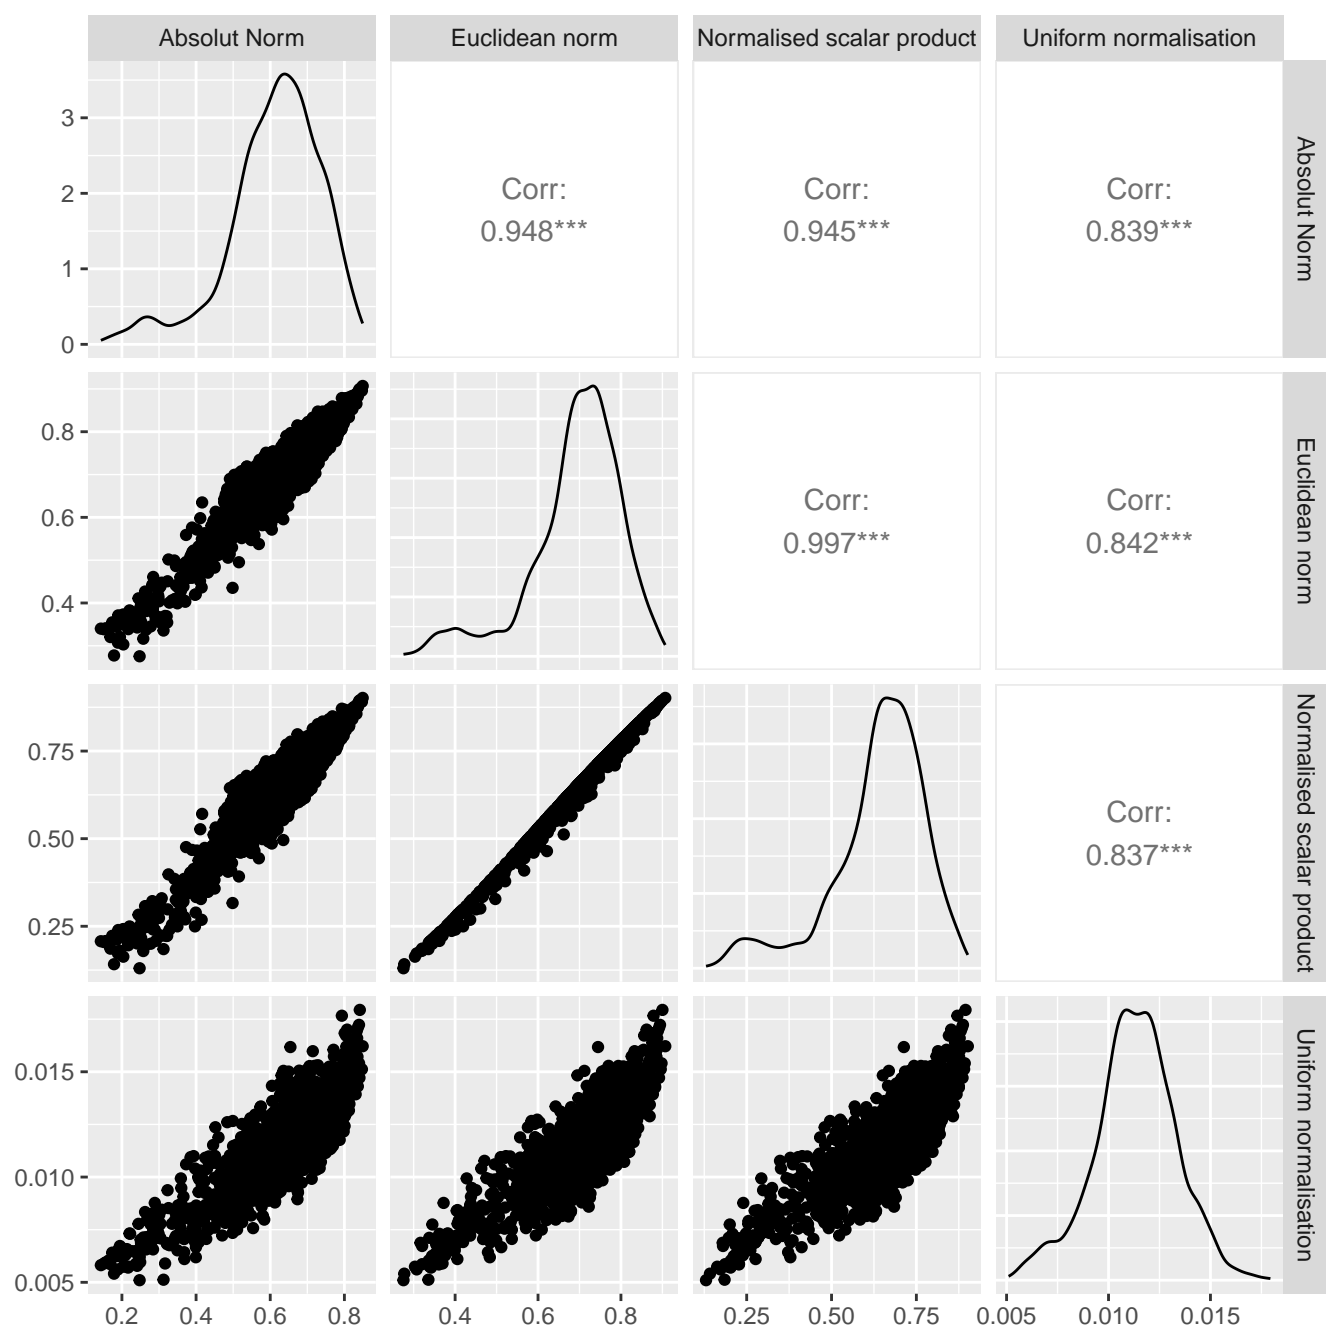 Absolut Norm
Euclidean norm
Normalised scalar product
Uniform normalisation
3
2
1
0
Corr:
0.948***
Corr:
0.945***
Corr:
0.839***
Absolut Norm
0.8
0.6
0.4
Corr:
0.997***
Corr:
0.842***
Euclidean norm
0.75
0.50
0.25
Corr:
0.837***
Normalised scalar product
0.015
0.010
0.005
Uniform normalisation
0.2 0.4 0.6 0.8
0.4 0.6 0.8
0.25 0.50 0.75
0.005 0.010 0.015